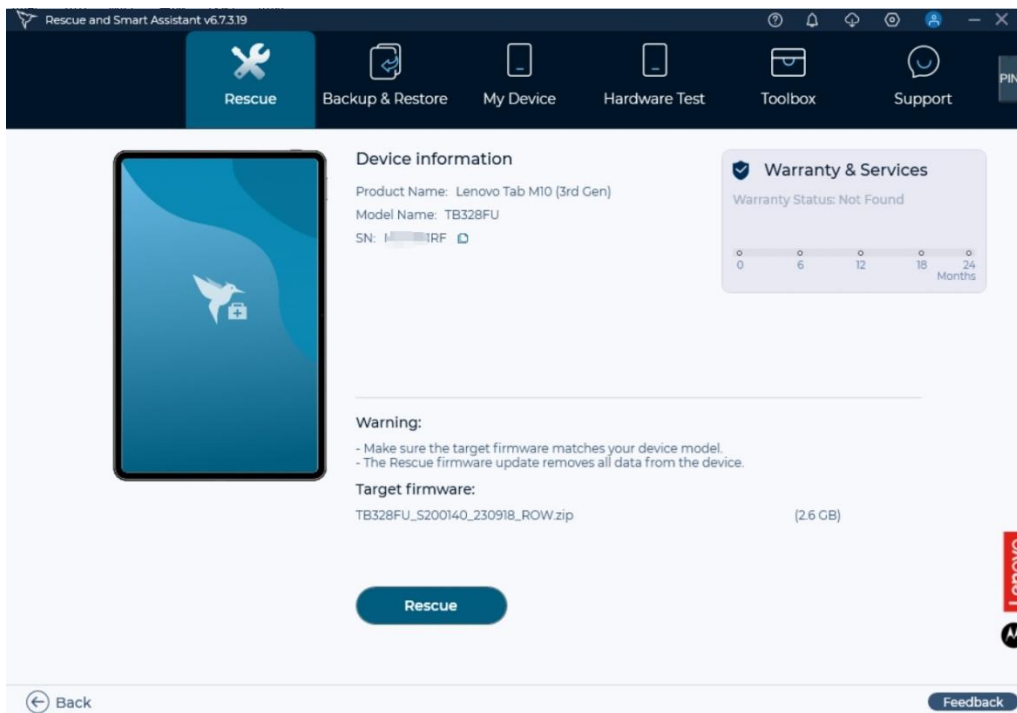 Rescue and Smart Assistant v6.7.3.19
Rescue
Backup & Restore
My Device
Hardware Test
Toolbox
Support
PIN
Device information
Product Name: Lenovo Tab M10 (3rd Gen)
Model Name: TB328FU
SN:
Warranty & Services
Warranty Status: Not Found
0 6 12 18 24
Months
Warning:
- Make sure the target firmware matches your device model.
- The Rescue firmware update removes all data from the device.
Target firmware:
TB328FU_S200140_230918_ROW.zip (2.6 GB)
Rescue
Lenovo
Back
Feedback